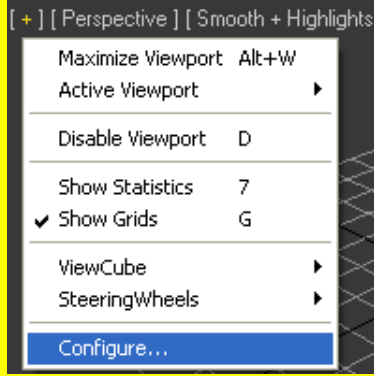 [ + ] [ Perspective ] [ Smooth + Highlights
Maximize Viewport Alt+W
Active Viewport
Disable Viewport D
Show Statistics 7
Show Grids G
ViewCube
SteeringWheels
Configure...